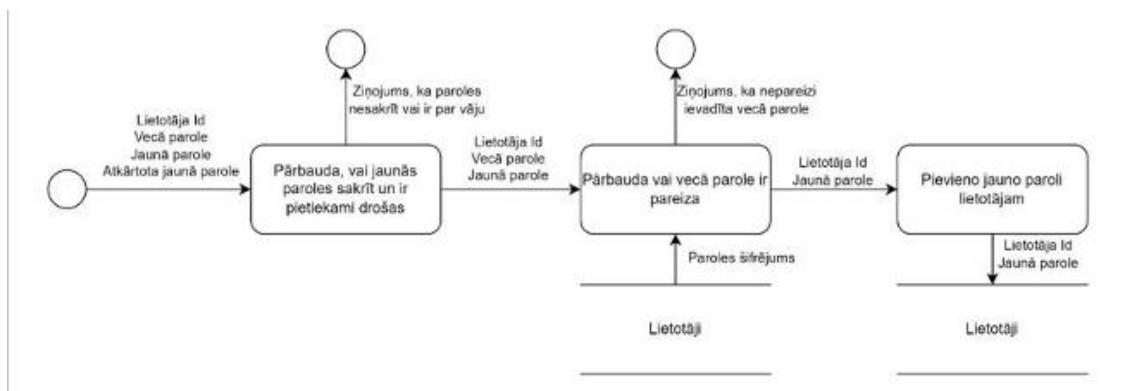 Ziņojums, ka paroles
nesakrīt vai ir par vāju
Ziņojums, ka nepareizi
ievadīta vecā parole
Lietotāja Id
Vecā parole
Jaunā parole
Atkārtota jaunā parole
Pārbauda, vai jaunās
paroles sakrīt un ir
pietiekami drošas
Lietotāja Id
Vecā parole
Jaunā parole
Pārbauda vai vecā parole ir
pareiza
Lietotāja Id
Jaunā parole
Pievieno jauno paroli
lietotājam
Paroles šifrējums
Lietotāja Id
Jaunā parole
Lietotāji
Lietotāji